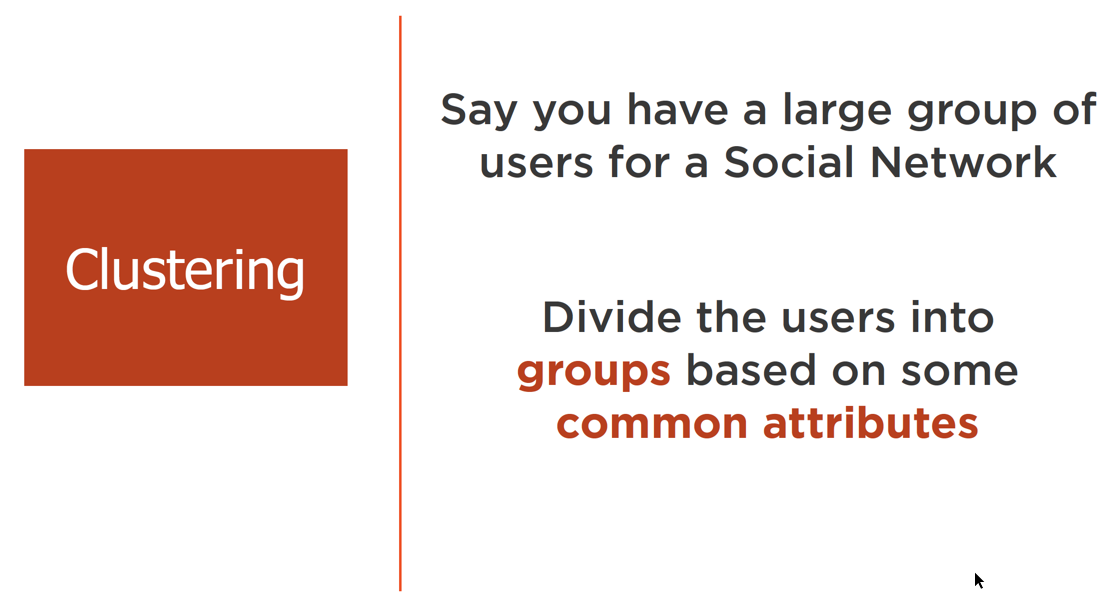 Clustering
Say you have a large group of
users for a Social Network
Divide the users into
groups based on some
common attributes